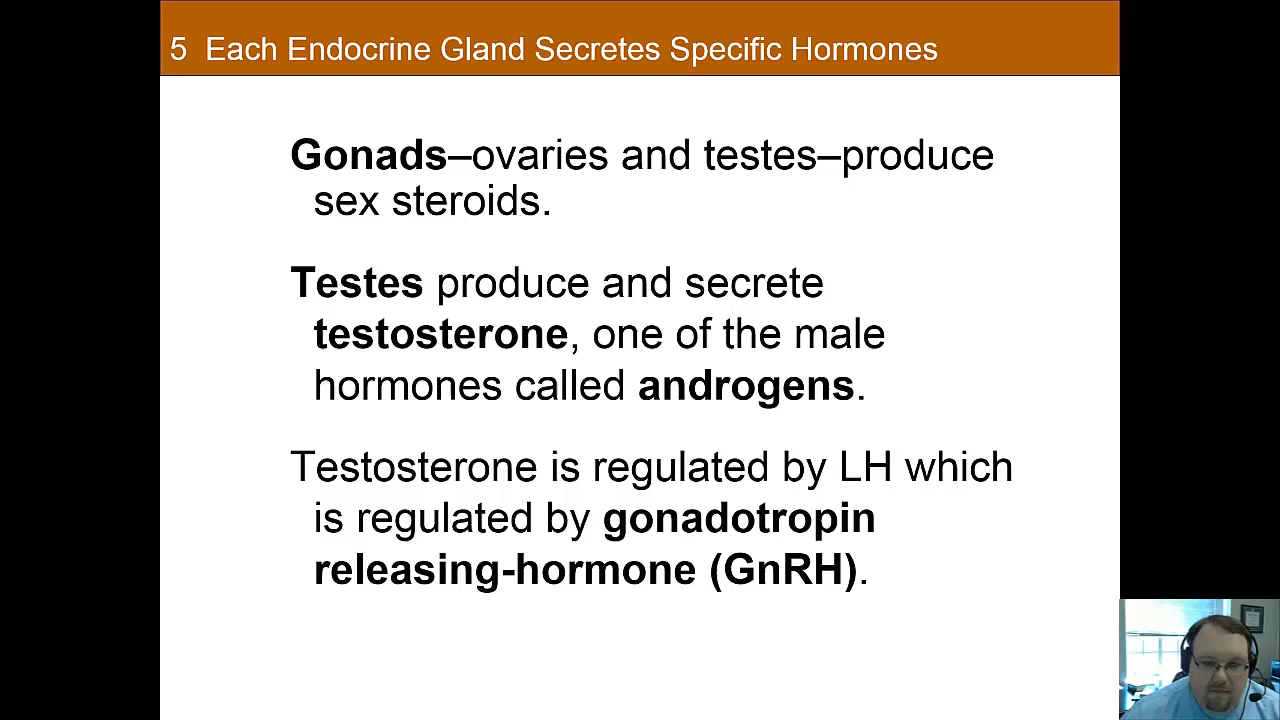 5 Each Endocrine Gland Secretes Specific Hormones
Gonads–ovaries and testes–produce
sex steroids.
Testes produce and secrete
testosterone, one of the male
hormones called androgens.
Testosterone is regulated by LH which
is regulated by gonadotropin
releasing-hormone (GnRH).